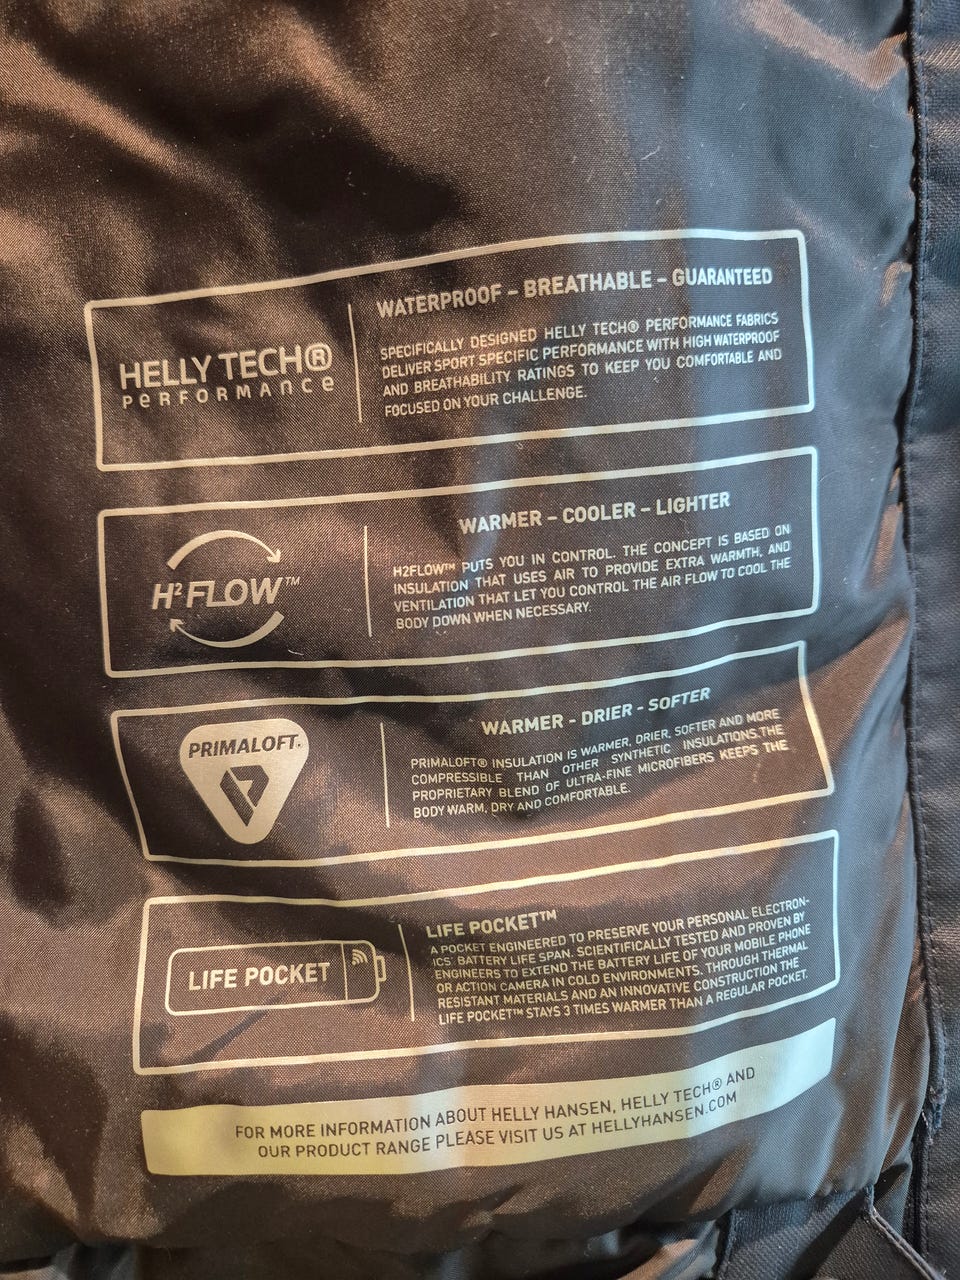 HELLY TECH®
PERFORMANCE
WATERPROOF – BREATHABLE – GUARANTEED
SPECIFICALLY DESIGNED HELLY TECH® PERFORMANCE FABRICS
DELIVER SPORT SPECIFIC PERFORMANCE WITH HIGH WATERPROOF
AND BREATHABILITY RATINGS TO KEEP YOU COMFORTABLE AND
FOCUSED ON YOUR CHALLENGE.
H²FLOW™
WARMER – COOLER – LIGHTER
H2FLOW™ PUTS YOU IN CONTROL. THE CONCEPT IS BASED ON
INSULATION THAT USES AIR TO PROVIDE EXTRA WARMTH, AND
VENTILATION THAT LET YOU CONTROL THE AIR FLOW TO COOL THE
BODY DOWN WHEN NECESSARY.
PRIMALOFT.
WARMER - DRIER - SOFTER
PRIMALOFT® INSULATION IS WARMER, DRIER, SOFTER AND MORE
COMPRESSIBLE THAN OTHER SYNTHETIC INSULATIONS.THE
PROPRIETARY BLEND OF ULTRA-FINE MICROFIBERS KEEPS THE
BODY WARM, DRY AND COMFORTABLE.
LIFE POCKET
LIFE POCKET™
A POCKET ENGINEERED TO PRESERVE YOUR PERSONAL ELECTRON-
ICS' BATTERY LIFE SPAN. SCIENTIFICALLY TESTED AND PROVEN BY
ENGINEERS TO EXTEND THE BATTERY LIFE OF YOUR MOBILE PHONE
OR ACTION CAMERA IN COLD ENVIRONMENTS. THROUGH THERMAL
RESISTANT MATERIALS AND AN INNOVATIVE CONSTRUCTION THE
LIFE POCKET™ STAYS 3 TIMES WARMER THAN A REGULAR POCKET.
FOR MORE INFORMATION ABOUT HELLY HANSEN, HELLY TECH® AND
OUR PRODUCT RANGE PLEASE VISIT US AT HELLYHANSEN.COM